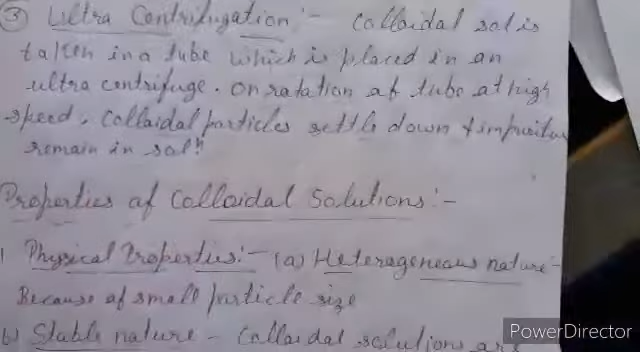 ③ Ultra Centrifugation :- Colloidal sol is
taken in a tube which is placed in an
ultra centrifuge. On rotation of tube at high
speed, Colloidal particles settle down & impurities
remain in solⁿ
Properties of Colloidal Solutions :-
1 Physical Properties :- (a) Heterogeneous nature -
Because of small particle size
b) Stable nature - Colloidal solutions are
PowerDirector